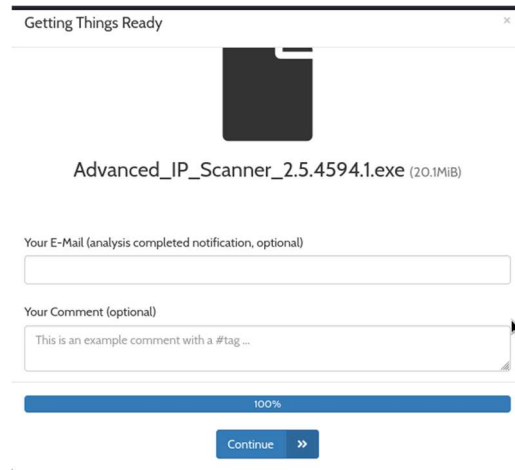 Getting Things Ready
×
Advanced_IP_Scanner_2.5.4594.1.exe (20.1MiB)
Your E-Mail (analysis completed notification, optional)
Your Comment (optional)
This is an example comment with a #tag ...
100%
Continue »